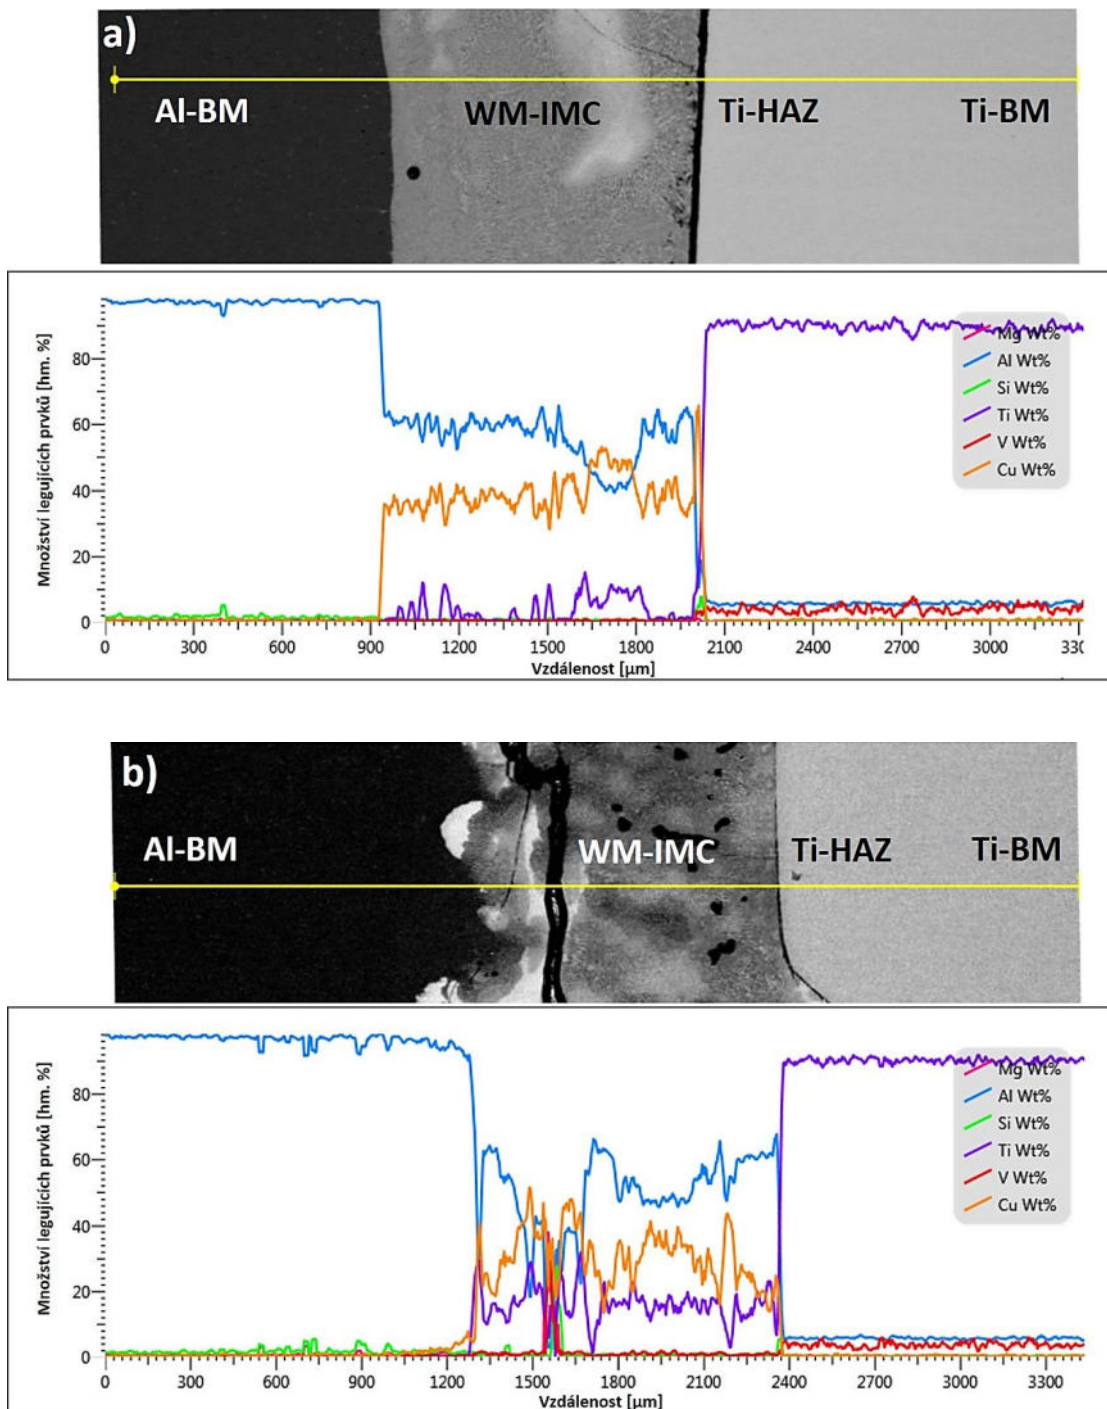 a)
Al-BM WM-IMC Ti-HAZ Ti-BM
Množství legujících prvků [hm. %]
80
60
40
20
0
Mg Wt%
Al Wt%
Si Wt%
Ti Wt%
V Wt%
Cu Wt%
0 300 600 900 1200 1500 1800 2100 2400 2700 3000 330
Vzdálenost [µm]
b)
Al-BM WM-IMC Ti-HAZ Ti-BM
Množství legujících prvků [hm. %]
80
60
40
20
0
Mg Wt%
Al Wt%
Si Wt%
Ti Wt%
V Wt%
Cu Wt%
0 300 600 900 1200 1500 1800 2100 2400 2700 3000 3300
Vzdálenost [µm]